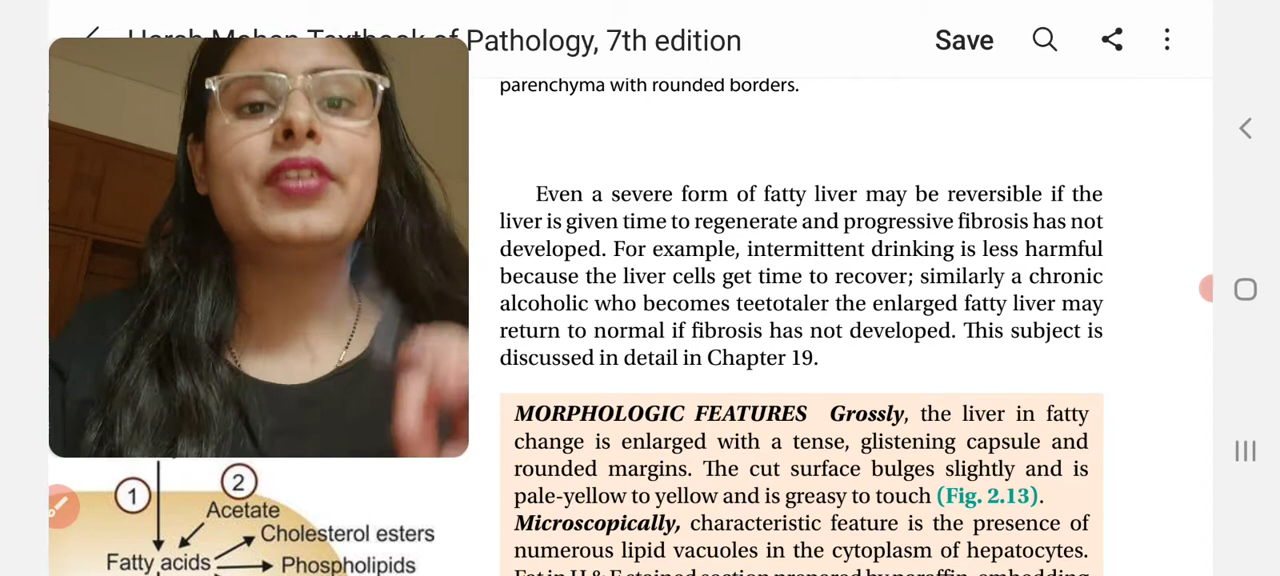 of Pathology, 7th edition
Save
parenchyma with rounded borders.
Even a severe form of fatty liver may be reversible if the
liver is given time to regenerate and progressive fibrosis has not
developed. For example, intermittent drinking is less harmful
because the liver cells get time to recover; similarly a chronic
alcoholic who becomes teetotaler the enlarged fatty liver may
return to normal if fibrosis has not developed. This subject is
discussed in detail in Chapter 19.
MORPHOLOGIC FEATURES Grossly, the liver in fatty
change is enlarged with a tense, glistening capsule and
rounded margins. The cut surface bulges slightly and is
pale-yellow to yellow and is greasy to touch (Fig. 2.13).
Microscopically, characteristic feature is the presence of
numerous lipid vacuoles in the cytoplasm of hepatocytes.
1
2
Acetate
Cholesterol esters
Fatty acids
Phospholipids